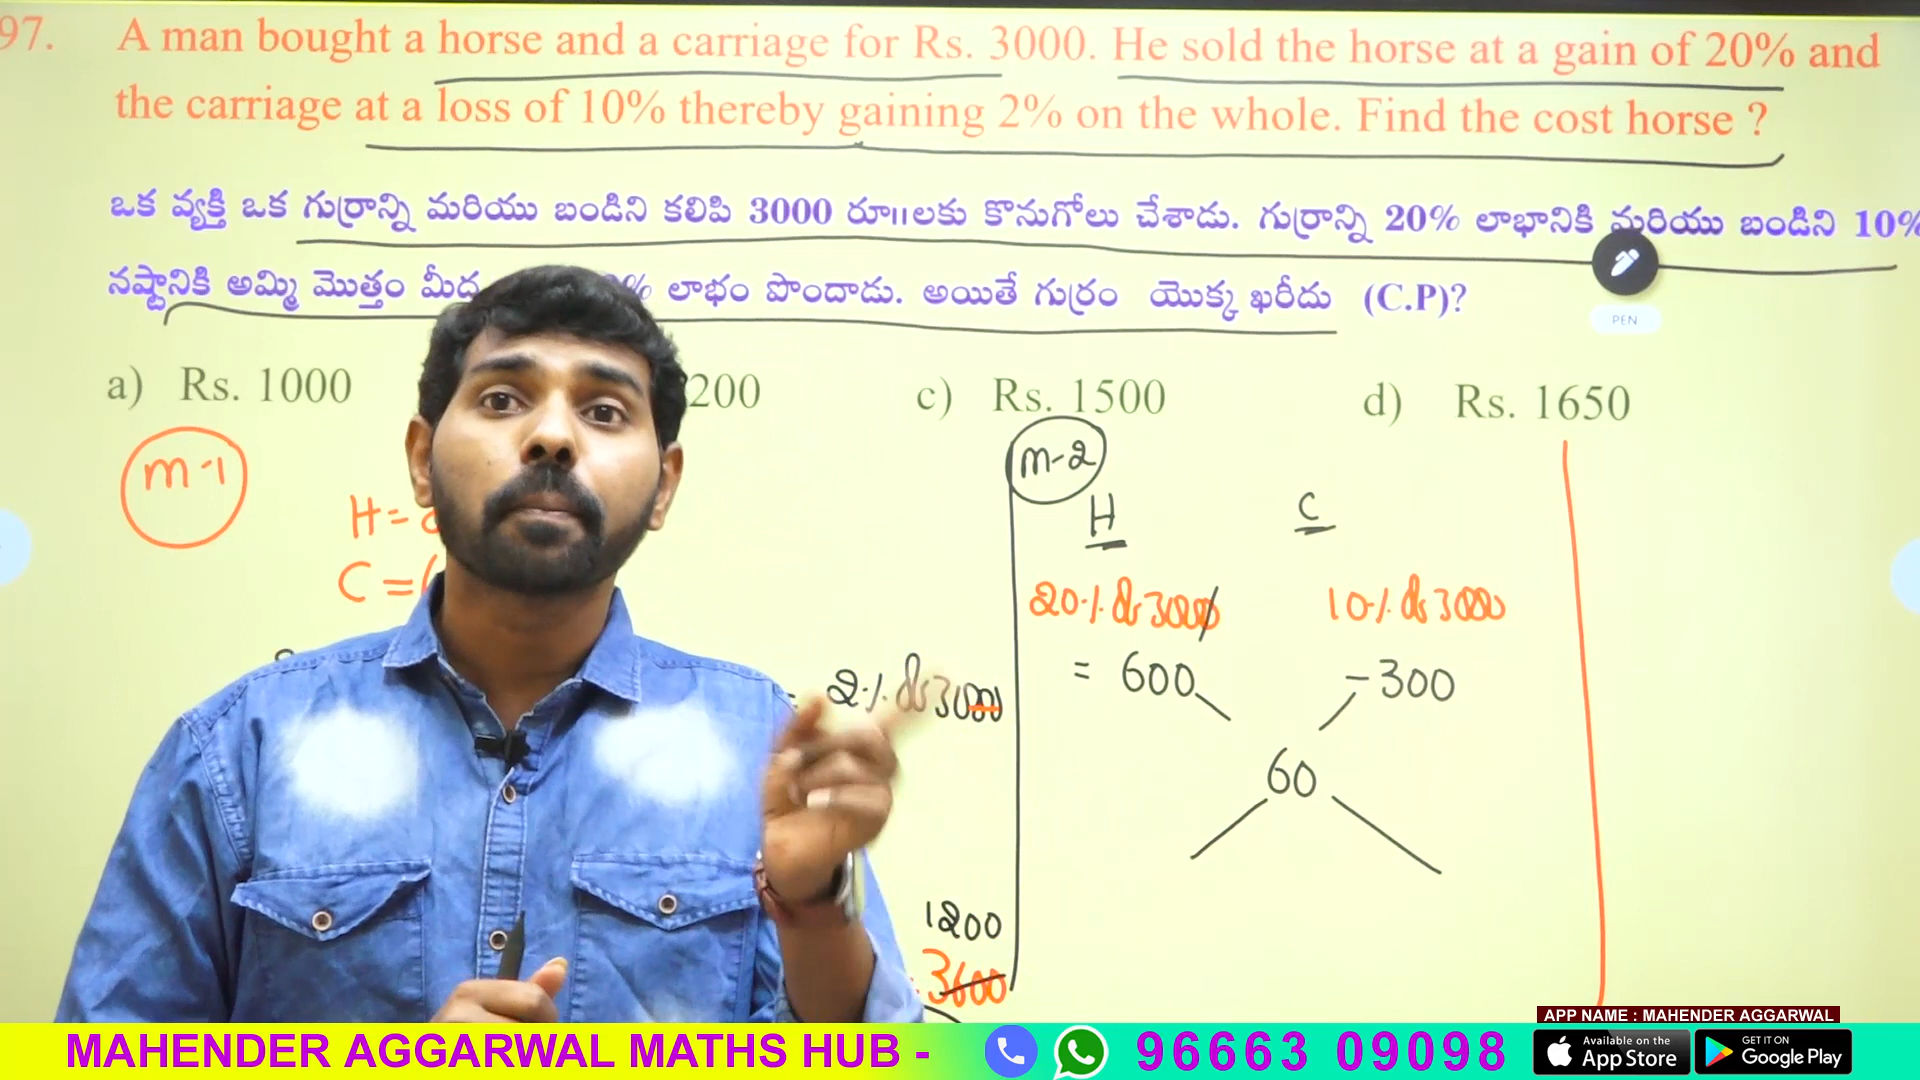 97. A man bought a horse and a carriage for Rs. 3000. He sold the horse at a gain of 20% and
the carriage at a loss of 10% thereby gaining 2% on the whole. Find the cost horse ?
ఒక వ్యక్తి ఒక గుర్రాన్ని మరియు బండిని కలిపి 3000 రూ॥లకు కొనుగోలు చేశాడు. గుర్రాన్ని 20% లాభానికి మరియు బండిని 10%
నష్టానికి అమ్మి మొత్తం మీద % లాభం పొందాడు. అయితే గుర్రం యొక్క ఖరీదు (C.P)?
PEN
a) Rs. 1000 200 c) Rs. 1500 d) Rs. 1650
m-1
m-2
H C
H =
C =
20% of 3000 10% of 3000
= 600 -300
2% of 3000
60
1200
3600
APP NAME : MAHENDER AGGARWAL
MAHENDER AGGARWAL MATHS HUB - 96663 09098
Available on the App Store
GET IT ON Google Play